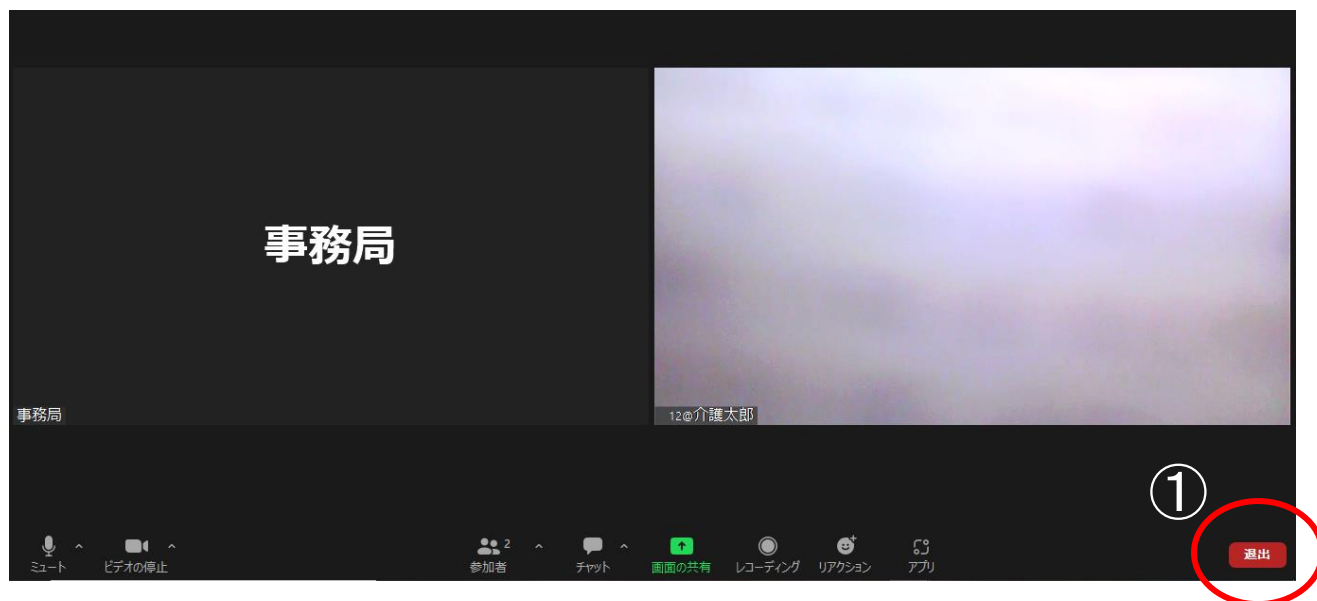 事務局
事務局
12@介護太郎
①
ミュート
ビデオの停止
2
参加者
チャット
画面の共有
レコーディング
リアクション
アプリ
退出